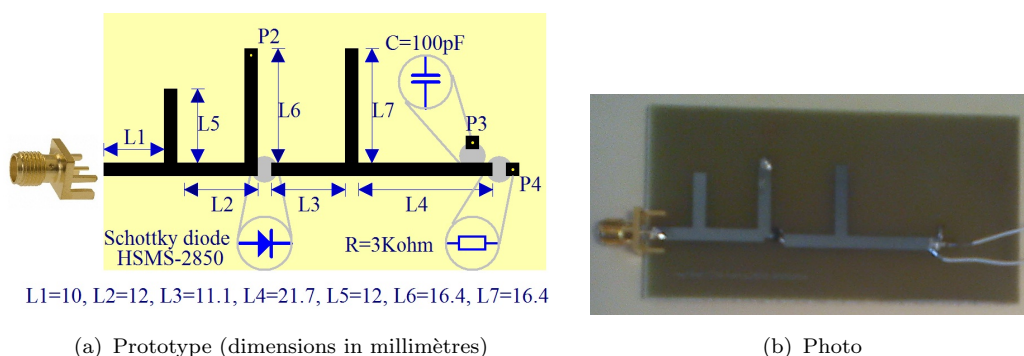 P2
C=100pF
L1
L5
L6
L7
P3
P4
L2
L3
L4
Schottky diode
HSMS-2850
R=3Kohm
L1=10, L2=12, L3=11.1, L4=21.7, L5=12, L6=16.4, L7=16.4
(a) Prototype (dimensions in millimètres)
(b) Photo